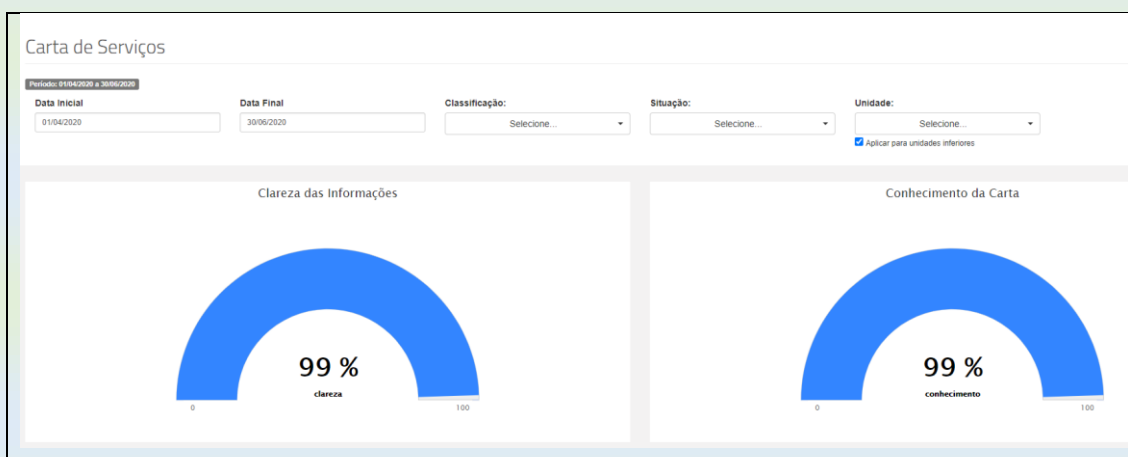 Carta de Serviços
Período: 01/04/2020 a 30/06/2020
Data Inicial
Data Final
Classificação:
Situação:
Unidade:
01/04/2020
30/06/2020
Selecione...
Selecione...
Selecione...
Aplicar para unidades inferiores
Clareza das Informações
99 %
clareza
0
100
Conhecimento da Carta
99 %
conhecimento
0
100